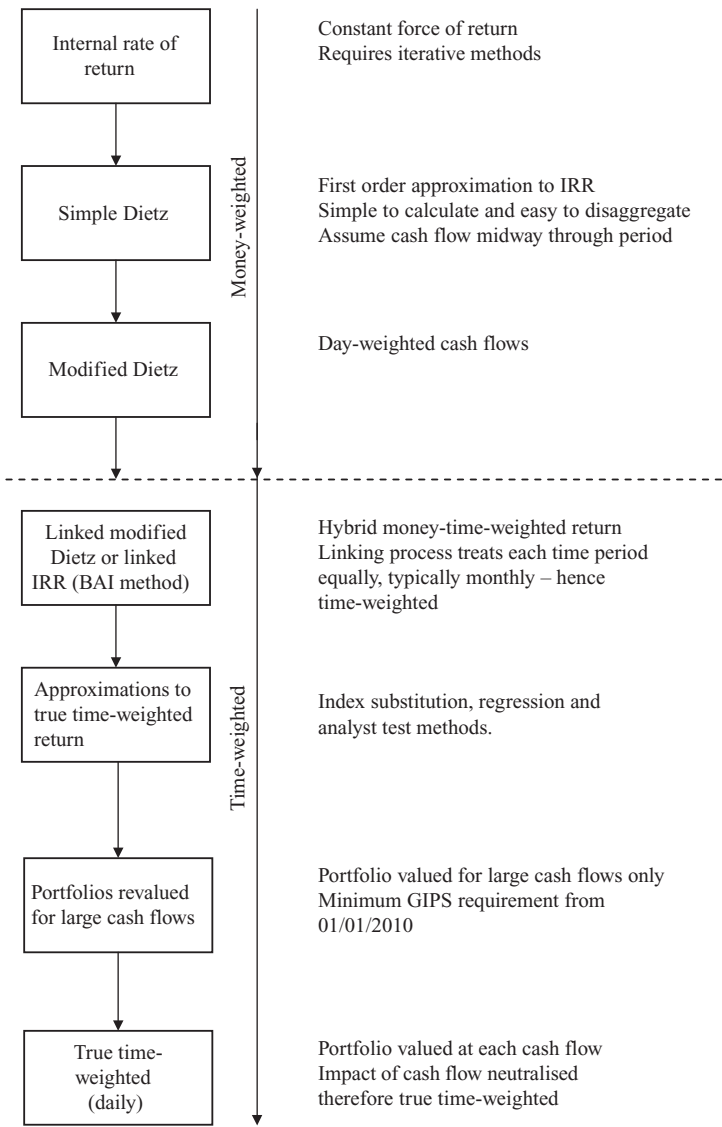 Internal rate of
return
Constant force of return
Requires iterative methods
Money-weighted
Simple Dietz
First order approximation to IRR
Simple to calculate and easy to disaggregate
Assume cash flow midway through period
Modified Dietz
Day-weighted cash flows
Linked modified
Dietz or linked
IRR (BAI method)
Hybrid money-time-weighted return
Linking process treats each time period
equally, typically monthly – hence
time-weighted
Time-weighted
Approximations to
true time-weighted
return
Index substitution, regression and
analyst test methods.
Portfolios revalued
for large cash flows
Portfolio valued for large cash flows only
Minimum GIPS requirement from
01/01/2010
True time-
weighted
(daily)
Portfolio valued at each cash flow
Impact of cash flow neutralised
therefore true time-weighted